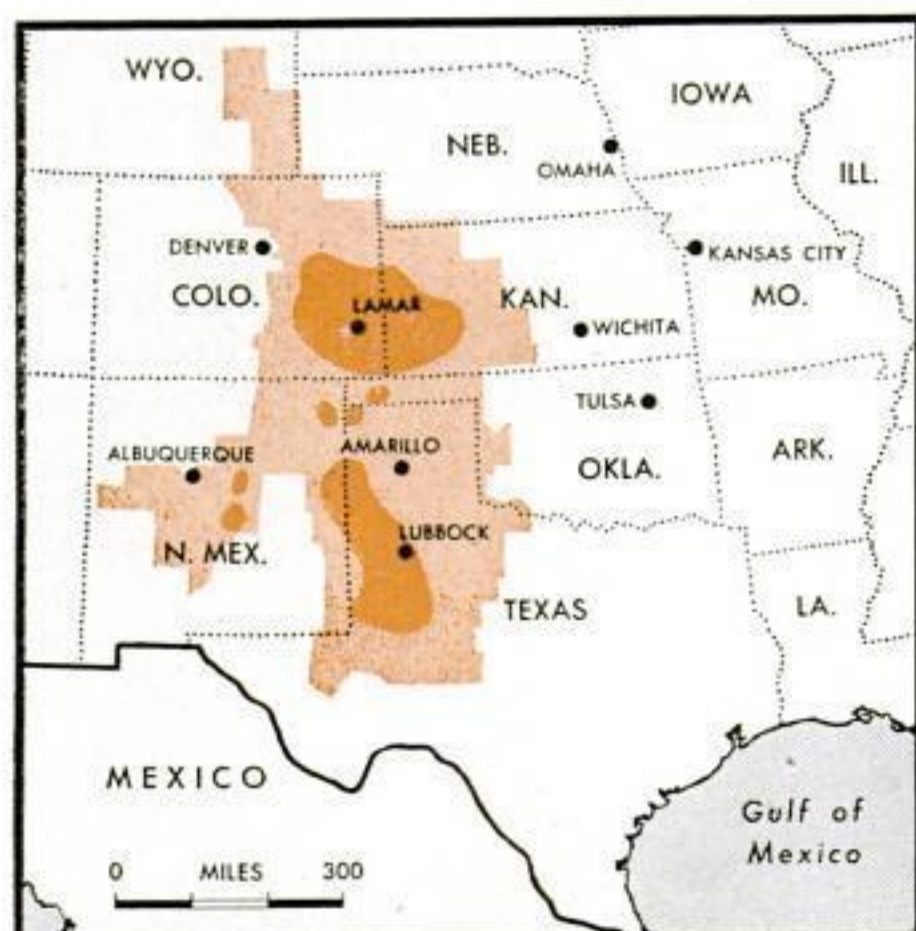 WYO.
IOWA
NEB.
OMAHA
ILL.
DENVER
KANSAS CITY
COLO.
LAMAR
KAN.
MO.
WICHITA
TULSA
ALBUQUERQUE
AMARILLO
OKLA.
ARK.
N. MEX.
LUBBOCK
TEXAS
LA.
MEXICO
Gulf of
Mexico
0 MILES 300